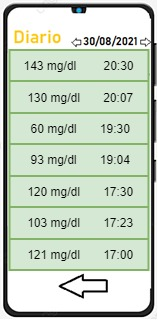 Diario
30/08/2021
143 mg/dl 20:30
130 mg/dl 20:07
60 mg/dl 19:30
93 mg/dl 19:04
120 mg/dl 17:30
103 mg/dl 17:23
121 mg/dl 17:00